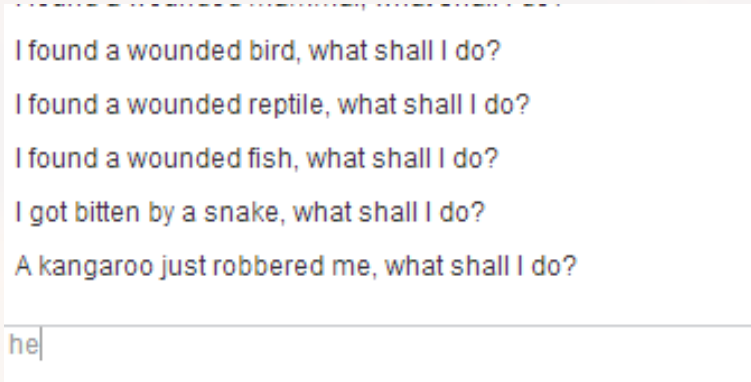 I found a wounded bird, what shall I do?
I found a wounded reptile, what shall I do?
I found a wounded fish, what shall I do?
I got bitten by a snake, what shall I do?
A kangaroo just robbered me, what shall I do?
he